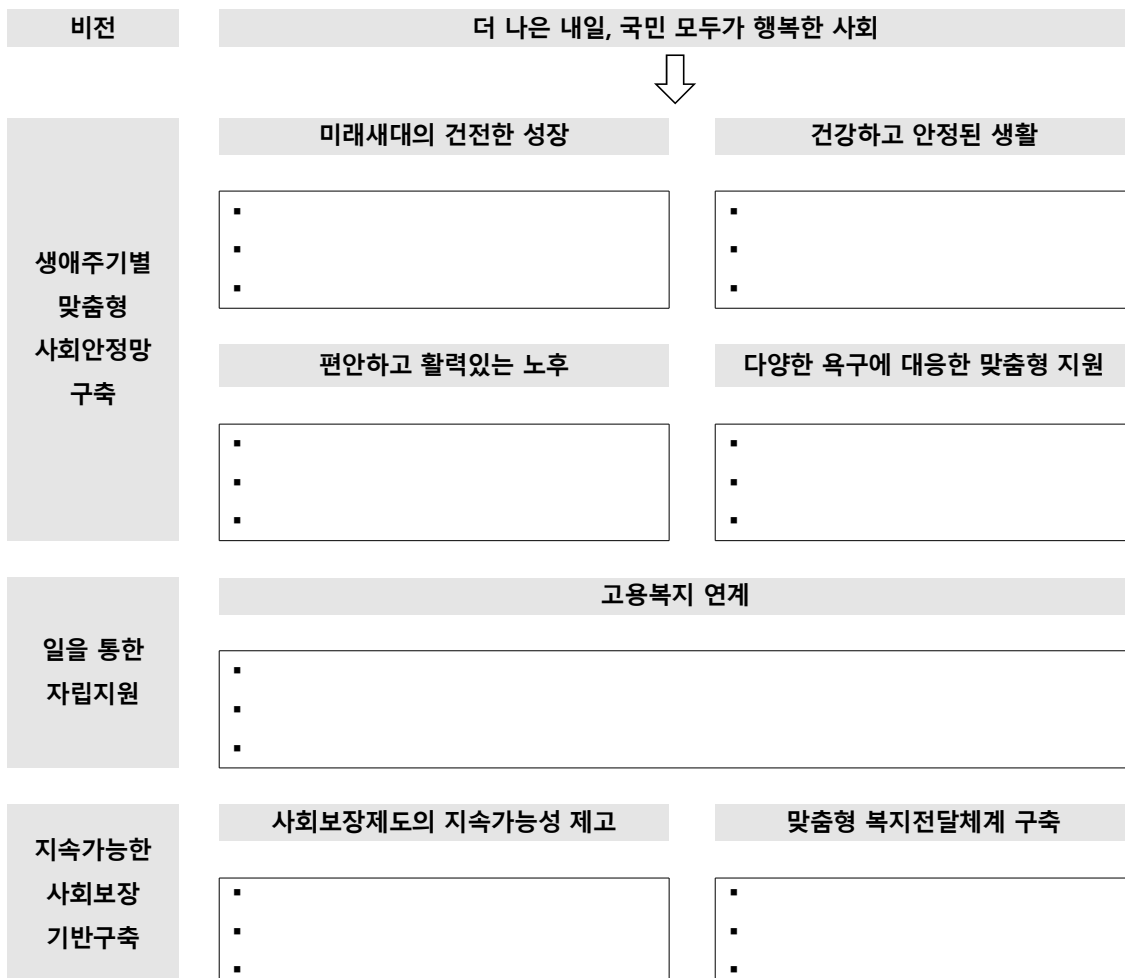 비전
더 나은 내일, 국민 모두가 행복한 사회
생애주기별
맞춤형
사회안정망
구축
미래새대의 건전한 성장
건강하고 안정된 생활
▪
▪
▪
▪
▪
▪
편안하고 활력있는 노후
다양한 욕구에 대응한 맞춤형 지원
▪
▪
▪
▪
▪
▪
일을 통한
자립지원
고용복지 연계
▪
▪
▪
지속가능한
사회보장
기반구축
사회보장제도의 지속가능성 제고
맞춤형 복지전달체계 구축
▪
▪
▪
▪
▪
▪